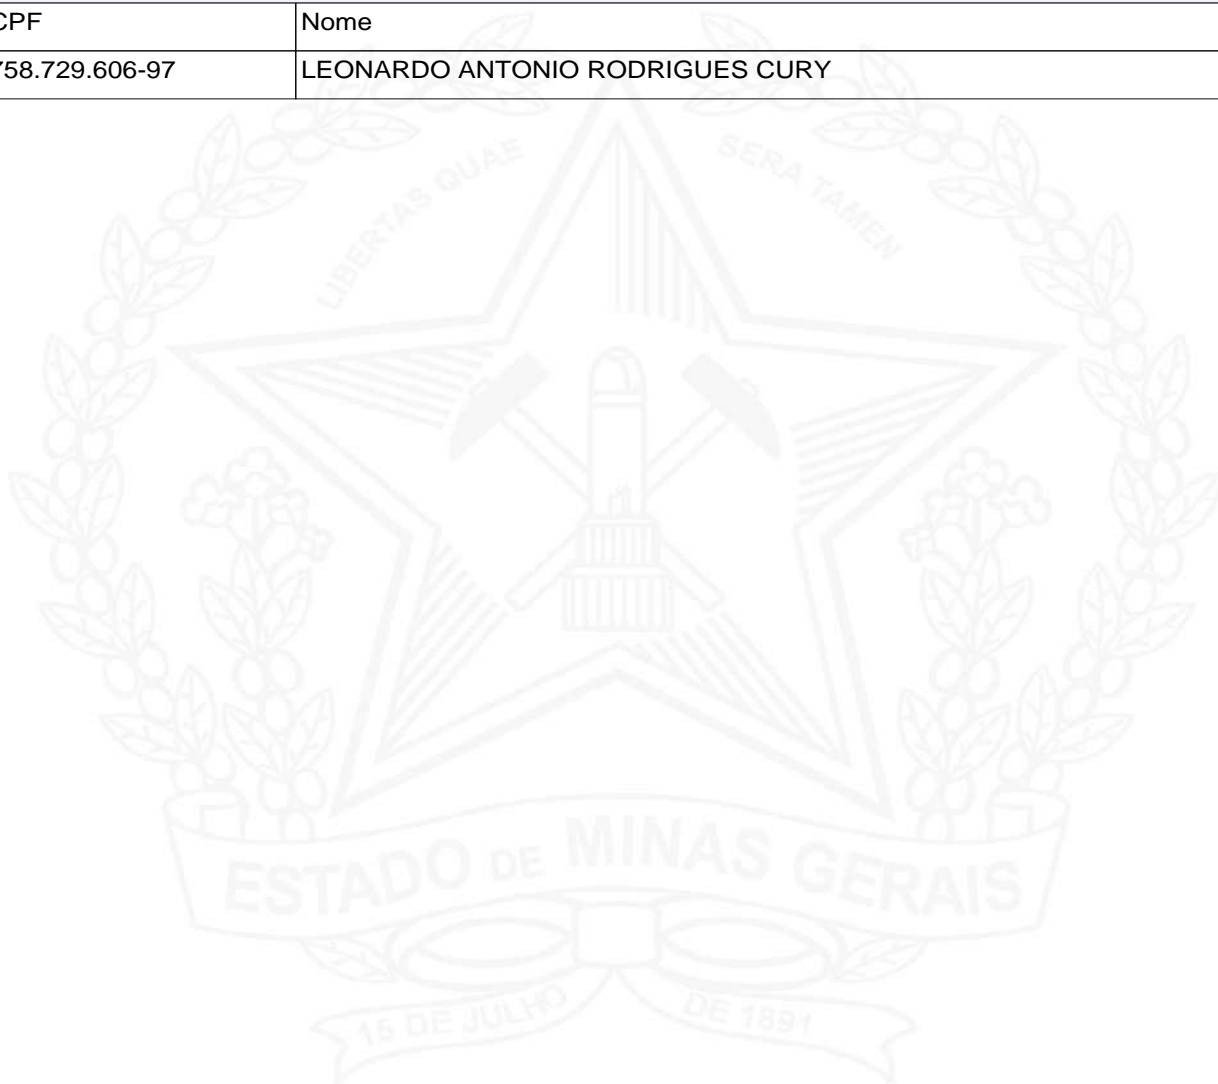 CPF Nome
758.729.606-97 LEONARDO ANTONIO RODRIGUES CURY
LIBERTAS QUAE SERA TAMEN
ESTADO DE MINAS GERAIS
15 DE JULHO DE 1891